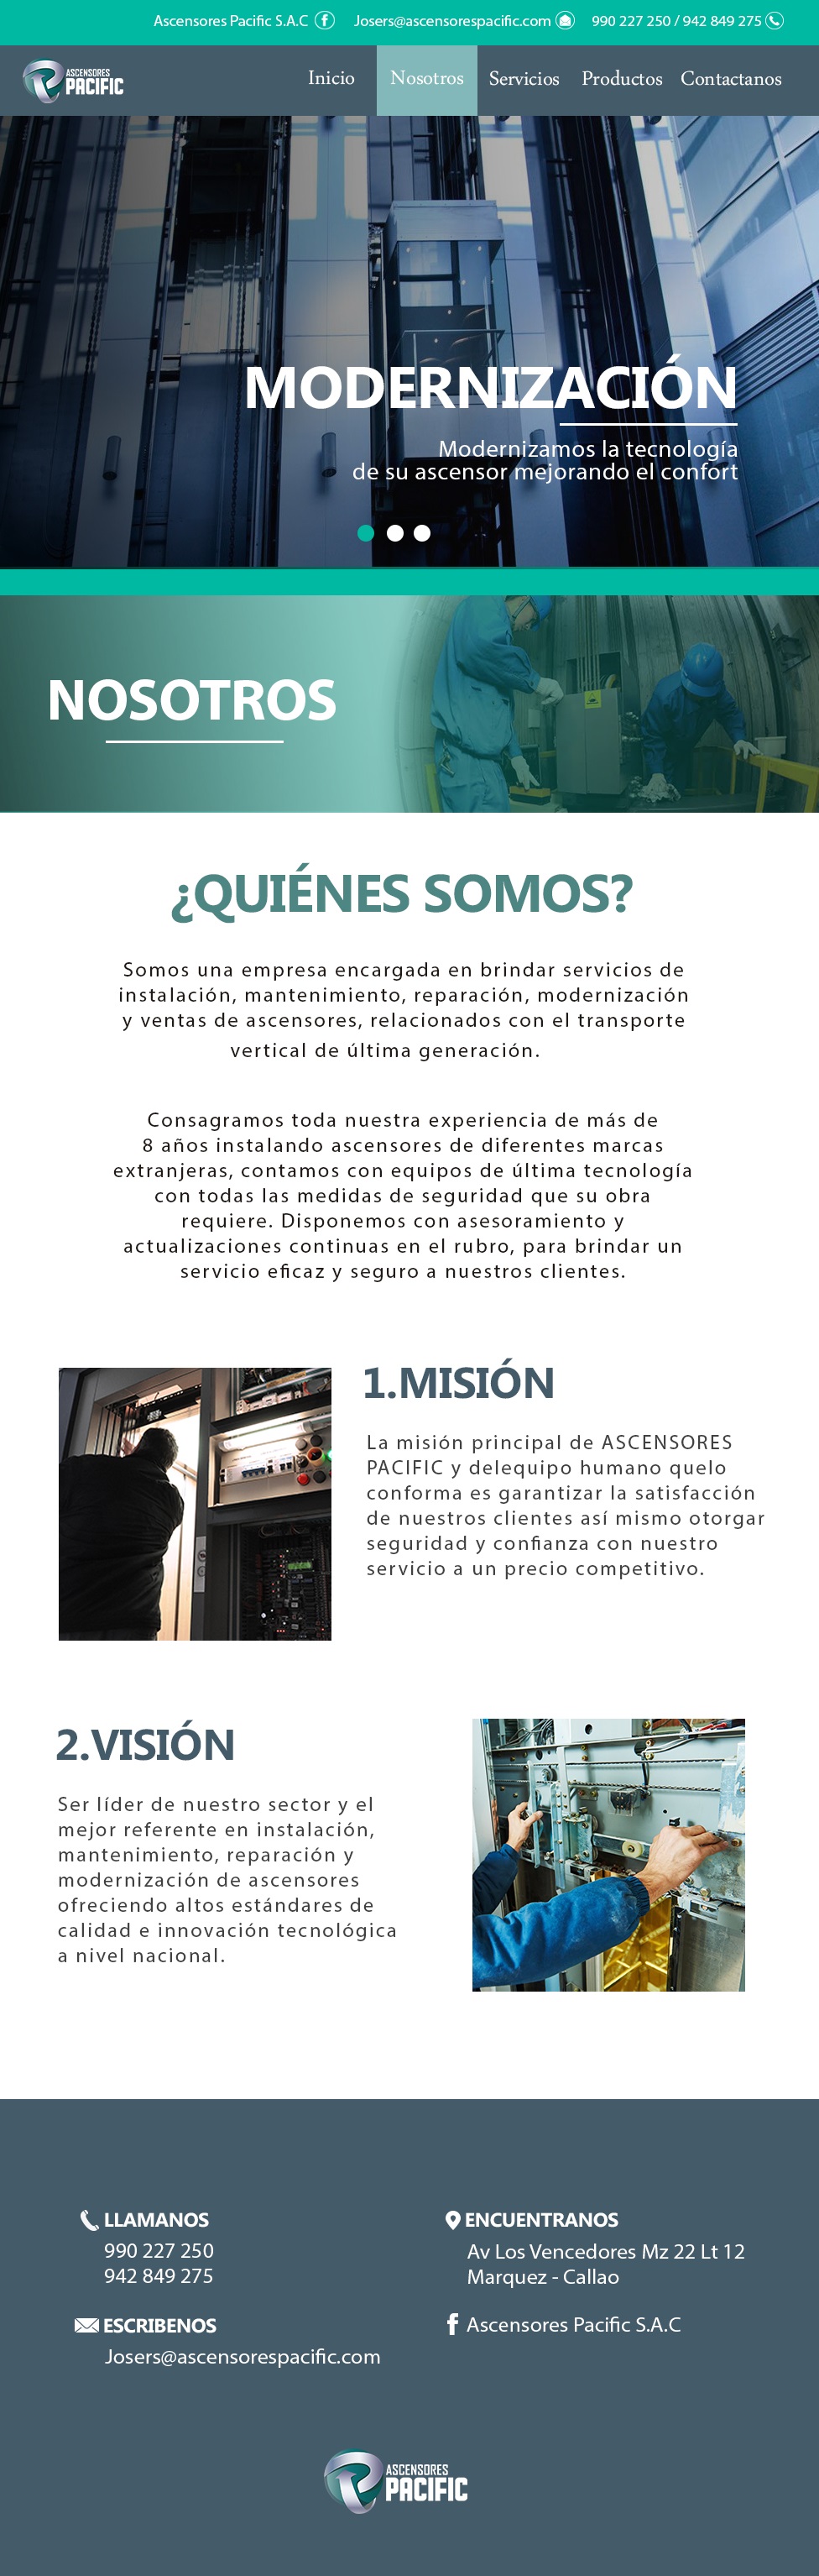 Ascensores Pacific S.A.C Josers@ascensorespacific.com 990 227 250 / 942 849 275
ASCENSORES
PACIFIC
Inicio Nosotros Servicios Productos Contactanos
MODERNIZACIÓN
Modernizamos la tecnología
de su ascensor mejorando el confort
NOSOTROS
¿QUIÉNES SOMOS?
Somos una empresa encargada en brindar servicios de
instalación, mantenimiento, reparación, modernización
y ventas de ascensores, relacionados con el transporte
vertical de última generación.
Consagramos toda nuestra experiencia de más de
8 años instalando ascensores de diferentes marcas
extranjeras, contamos con equipos de última tecnología
con todas las medidas de seguridad que su obra
requiere. Disponemos con asesoramiento y
actualizaciones continuas en el rubro, para brindar un
servicio eficaz y seguro a nuestros clientes.
1.MISIÓN
La misión principal de ASCENSORES
PACIFIC y delequipo humano quelo
conforma es garantizar la satisfacción
de nuestros clientes así mismo otorgar
seguridad y confianza con nuestro
servicio a un precio competitivo.
2.VISIÓN
Ser líder de nuestro sector y el
mejor referente en instalación,
mantenimiento, reparación y
modernización de ascensores
ofreciendo altos estándares de
calidad e innovación tecnológica
a nivel nacional.
LLAMANOS
990 227 250
942 849 275
ESCRIBENOS
Josers@ascensorespacific.com
ENCUENTRANOS
Av Los Vencedores Mz 22 Lt 12
Marquez - Callao
Ascensores Pacific S.A.C
ASCENSORES
PACIFIC